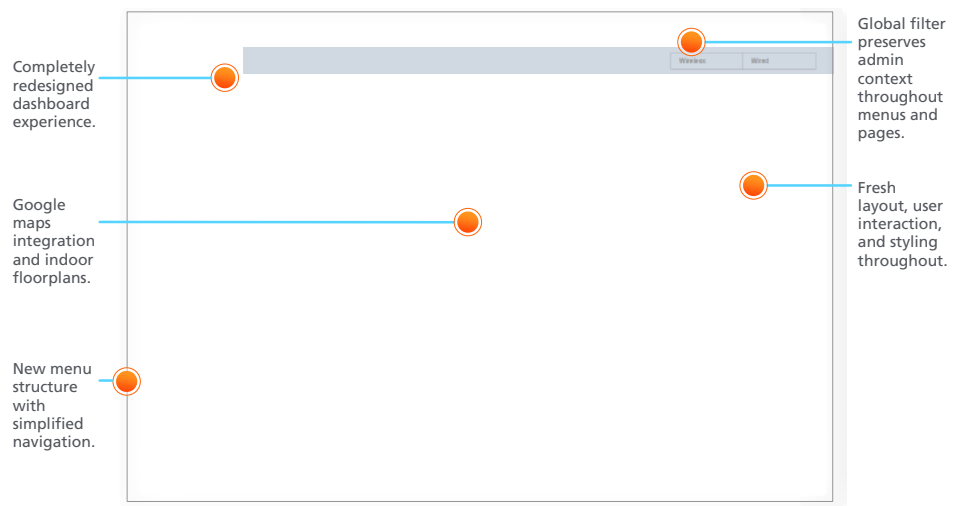 Completely
redesigned
dashboard
experience.
Google
maps
integration
and indoor
floorplans.
New menu
structure
with
simplified
navigation.
Wireless
Wired
Global filter
preserves
admin
context
throughout
menus and
pages.
Fresh
layout, user
interaction,
and styling
throughout.